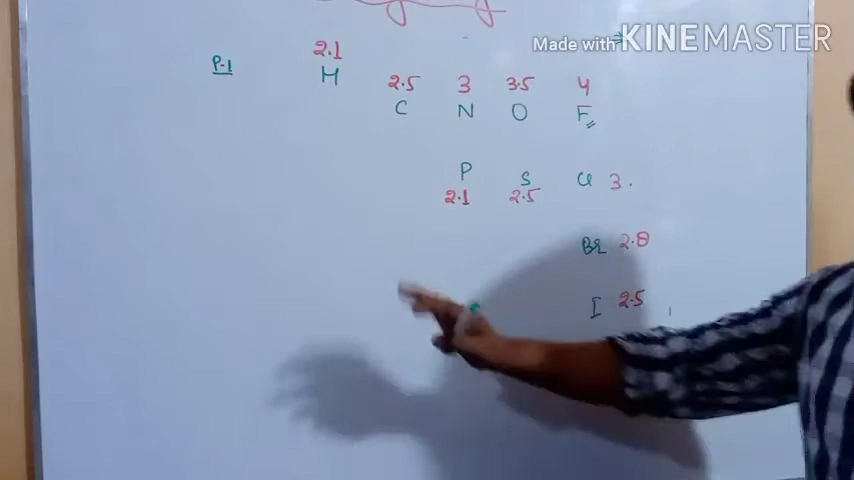 Made with KINEMASTER
P-1
2.1
H
2.5 3 3.5 4
C N O F
P S Cl 3.
2.1 2.5
Br 2.8
I 2.5